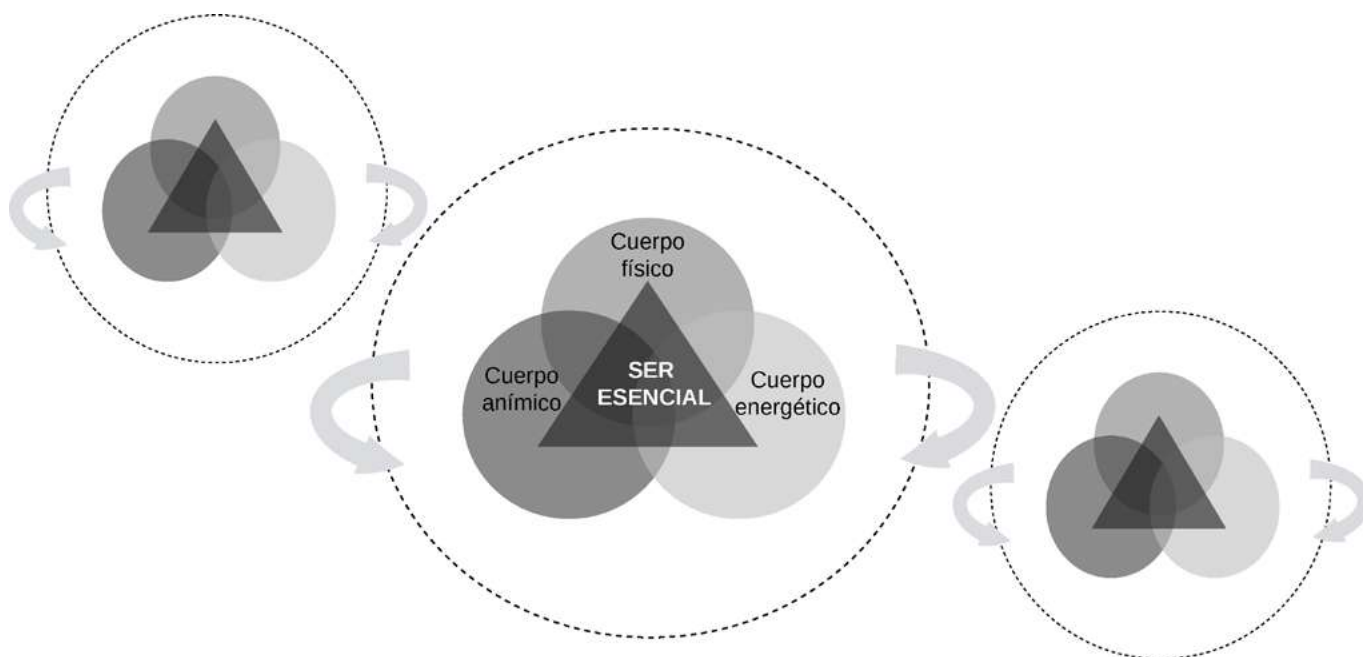 Cuerpo
físico
Cuerpo
anímico
SER
ESENCIAL
Cuerpo
energético